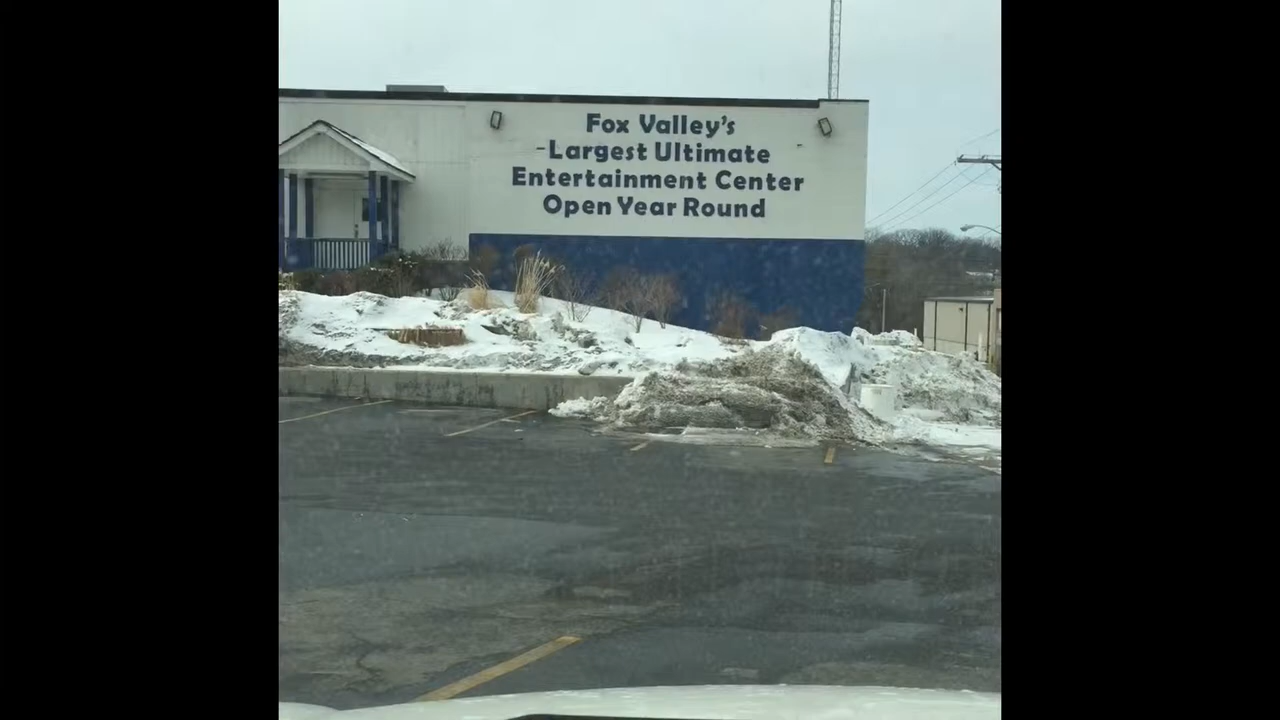 Fox Valley's
-Largest Ultimate
Entertainment Center
Open Year Round